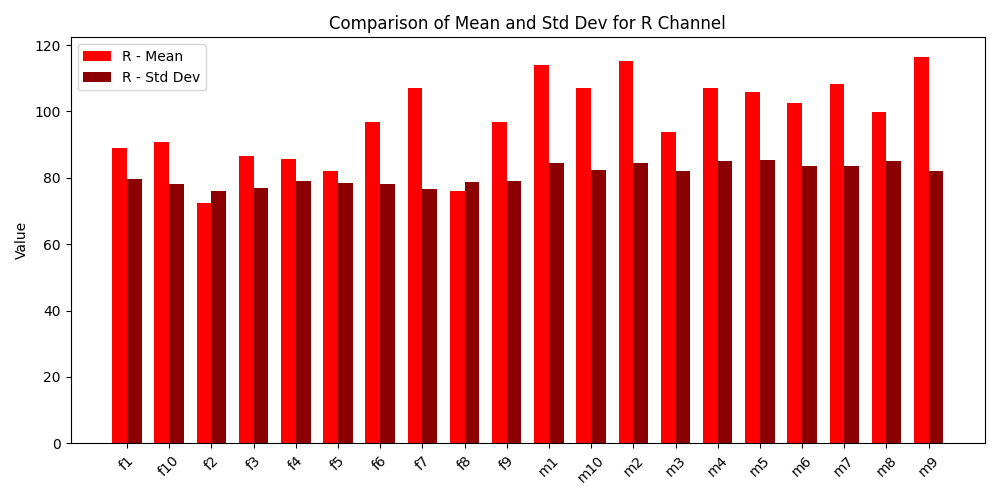 Comparison of Mean and Std Dev for R Channel
R - Mean
R - Std Dev
Value
120
100
80
60
40
20
0
f1
f10
f2
f3
f4
f5
f6
f7
f8
f9
m1
m10
m2
m3
m4
m5
m6
m7
m8
m9